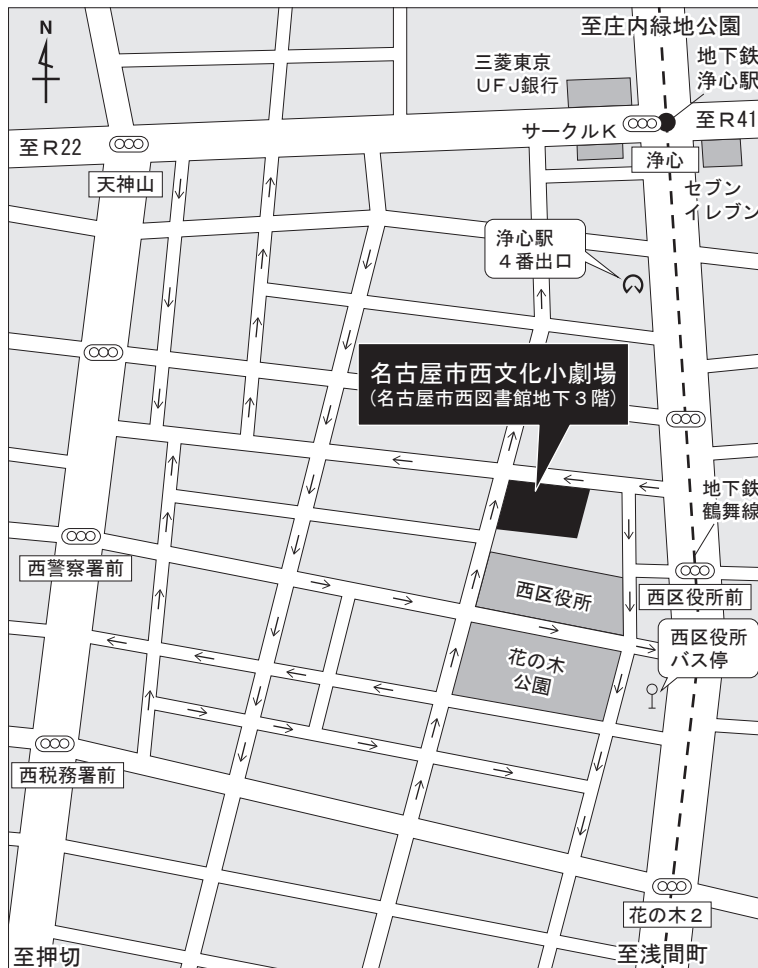 N
至庄内緑地公園
三菱東京
UFJ銀行
地下鉄
浄心駅
サークルK
至R41
至R22
浄心
天神山
セブン
イレブン
浄心駅
4番出口
名古屋市西文化小劇場
(名古屋市西図書館地下3階)
地下鉄
鶴舞線
西警察署前
西区役所
西区役所前
西区役所
バス停
花の木
公園
西税務署前
花の木2
至押切
至浅間町